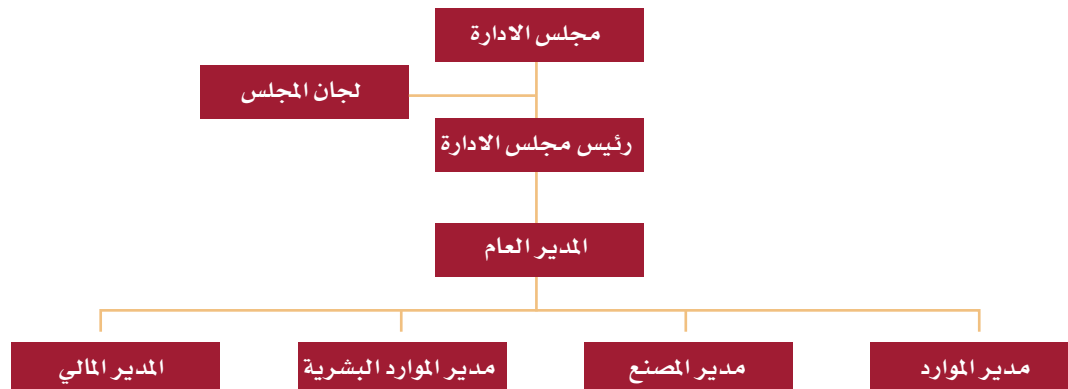 مجلس الادارة
لجان المجلس
رئيس مجلس الادارة
المدير العام
مدير الموارد
مدير المصنع
مدير الموارد البشرية
المدير المالي